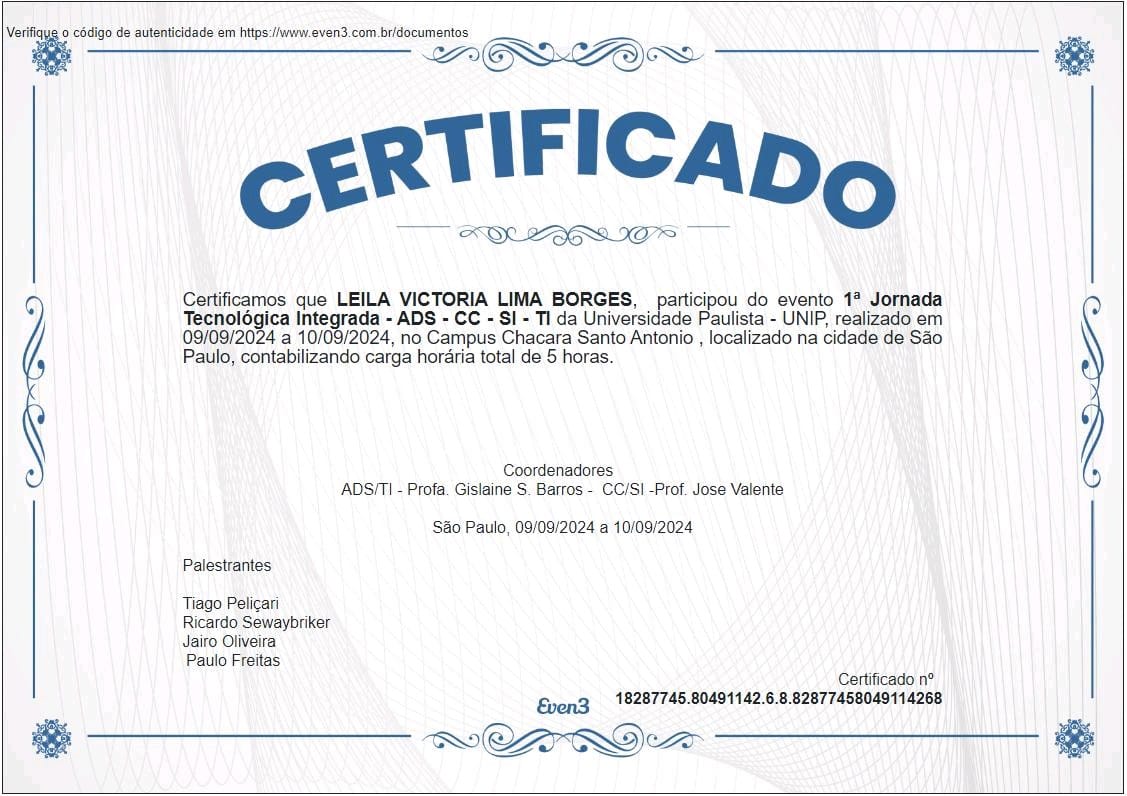 Verifique o código de autenticidade em https://www.even3.com.br/documentos
CERTIFICADO
Certificamos que LEILA VICTORIA LIMA BORGES, participou do evento 1ª Jornada
Tecnológica Integrada - ADS - CC - SI - TI da Universidade Paulista - UNIP, realizado em
09/09/2024 a 10/09/2024, no Campus Chacara Santo Antonio , localizado na cidade de São
Paulo, contabilizando carga horária total de 5 horas.
Coordenadores
ADS/TI - Profa. Gislaine S. Barros - CC/SI -Prof. Jose Valente
São Paulo, 09/09/2024 a 10/09/2024
Palestrantes
Tiago Peliçari
Ricardo Sewaybriker
Jairo Oliveira
Paulo Freitas
Certificado nº
Even3 18287745.80491142.6.8.82877458049114268